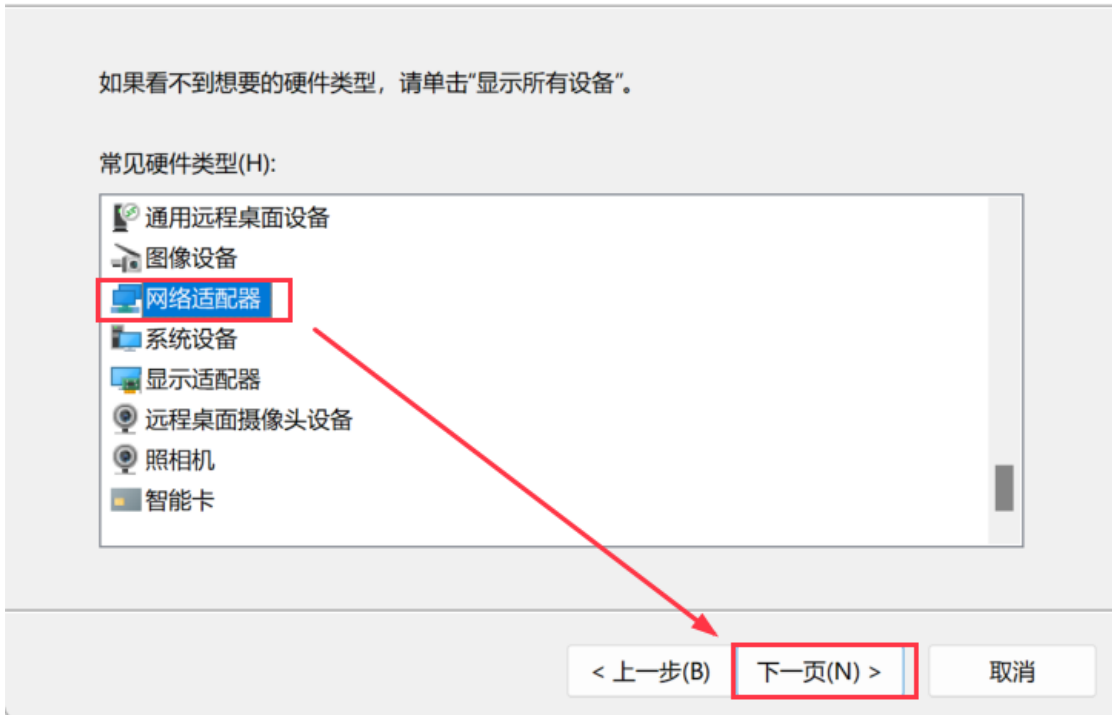 如果看不到想要的硬件类型，请单击“显示所有设备”。
常见硬件类型(H):
通用远程桌面设备
图像设备
网络适配器
系统设备
显示适配器
远程桌面摄像头设备
照相机
智能卡
< 上一步(B) 下一页(N) > 取消